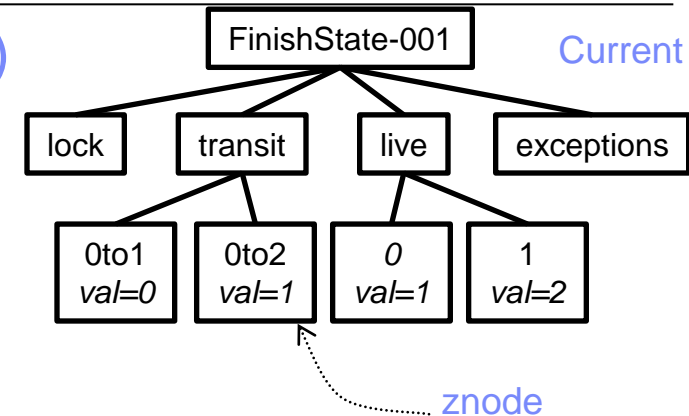 FinishState-001
Current
lock
transit
live
exceptions
0to1
val=0
0to2
val=1
0
val=1
1
val=2
znode